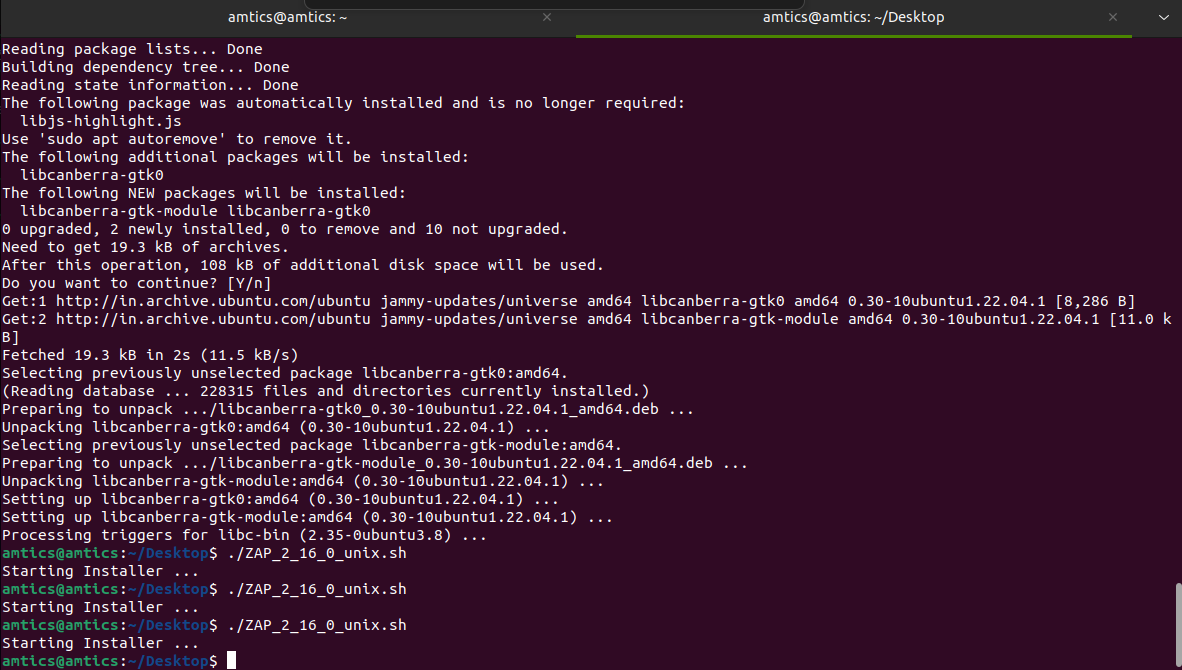 amtics@amtics: ~
amtics@amtics: ~/Desktop
Reading package lists... Done
Building dependency tree... Done
Reading state information... Done
The following package was automatically installed and is no longer required:
  libjs-highlight.js
Use 'sudo apt autoremove' to remove it.
The following additional packages will be installed:
  libcanberra-gtk0
The following NEW packages will be installed:
  libcanberra-gtk-module libcanberra-gtk0
0 upgraded, 2 newly installed, 0 to remove and 10 not upgraded.
Need to get 19.3 kB of archives.
After this operation, 108 kB of additional disk space will be used.
Do you want to continue? [Y/n]
Get:1 http://in.archive.ubuntu.com/ubuntu jammy-updates/universe amd64 libcanberra-gtk0 amd64 0.30-10ubuntu1.22.04.1 [8,286 B]
Get:2 http://in.archive.ubuntu.com/ubuntu jammy-updates/universe amd64 libcanberra-gtk-module amd64 0.30-10ubuntu1.22.04.1 [11.0 k
B]
Fetched 19.3 kB in 2s (11.5 kB/s)
Selecting previously unselected package libcanberra-gtk0:amd64.
(Reading database ... 228315 files and directories currently installed.)
Preparing to unpack .../libcanberra-gtk0_0.30-10ubuntu1.22.04.1_amd64.deb ...
Unpacking libcanberra-gtk0:amd64 (0.30-10ubuntu1.22.04.1) ...
Selecting previously unselected package libcanberra-gtk-module:amd64.
Preparing to unpack .../libcanberra-gtk-module_0.30-10ubuntu1.22.04.1_amd64.deb ...
Unpacking libcanberra-gtk-module:amd64 (0.30-10ubuntu1.22.04.1) ...
Setting up libcanberra-gtk0:amd64 (0.30-10ubuntu1.22.04.1) ...
Setting up libcanberra-gtk-module:amd64 (0.30-10ubuntu1.22.04.1) ...
Processing triggers for libc-bin (2.35-0ubuntu3.8) ...
amtics@amtics:~/Desktop$ ./ZAP_2_16_0_unix.sh
Starting Installer ...
amtics@amtics:~/Desktop$ ./ZAP_2_16_0_unix.sh
Starting Installer ...
amtics@amtics:~/Desktop$ ./ZAP_2_16_0_unix.sh
Starting Installer ...
amtics@amtics:~/Desktop$